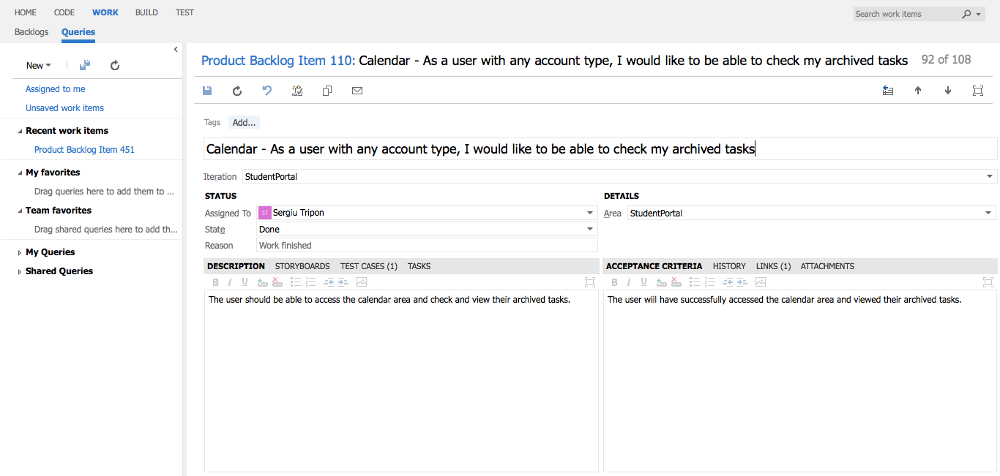 HOME CODE WORK BUILD TEST
Search work items
Backlogs Queries
New
Assigned to me
Unsaved work items
Recent work items
Product Backlog Item 451
My favorites
Drag queries here to add them to ...
Team favorites
Drag shared queries here to add th...
My Queries
Shared Queries
Product Backlog Item 110: Calendar - As a user with any account type, I would like to be able to check my archived tasks 92 of 108
Tags Add...
Calendar - As a user with any account type, I would like to be able to check my archived tasks
Iteration StudentPortal
STATUS
Assigned To ST Sergiu Tripon
State Done
Reason Work finished
DETAILS
Area StudentPortal
DESCRIPTION STORYBOARDS TEST CASES (1) TASKS
B I U
The user should be able to access the calendar area and check and view their archived tasks.
ACCEPTANCE CRITERIA HISTORY LINKS (1) ATTACHMENTS
B I U
The user will have successfully accessed the calendar area and viewed their archived tasks.